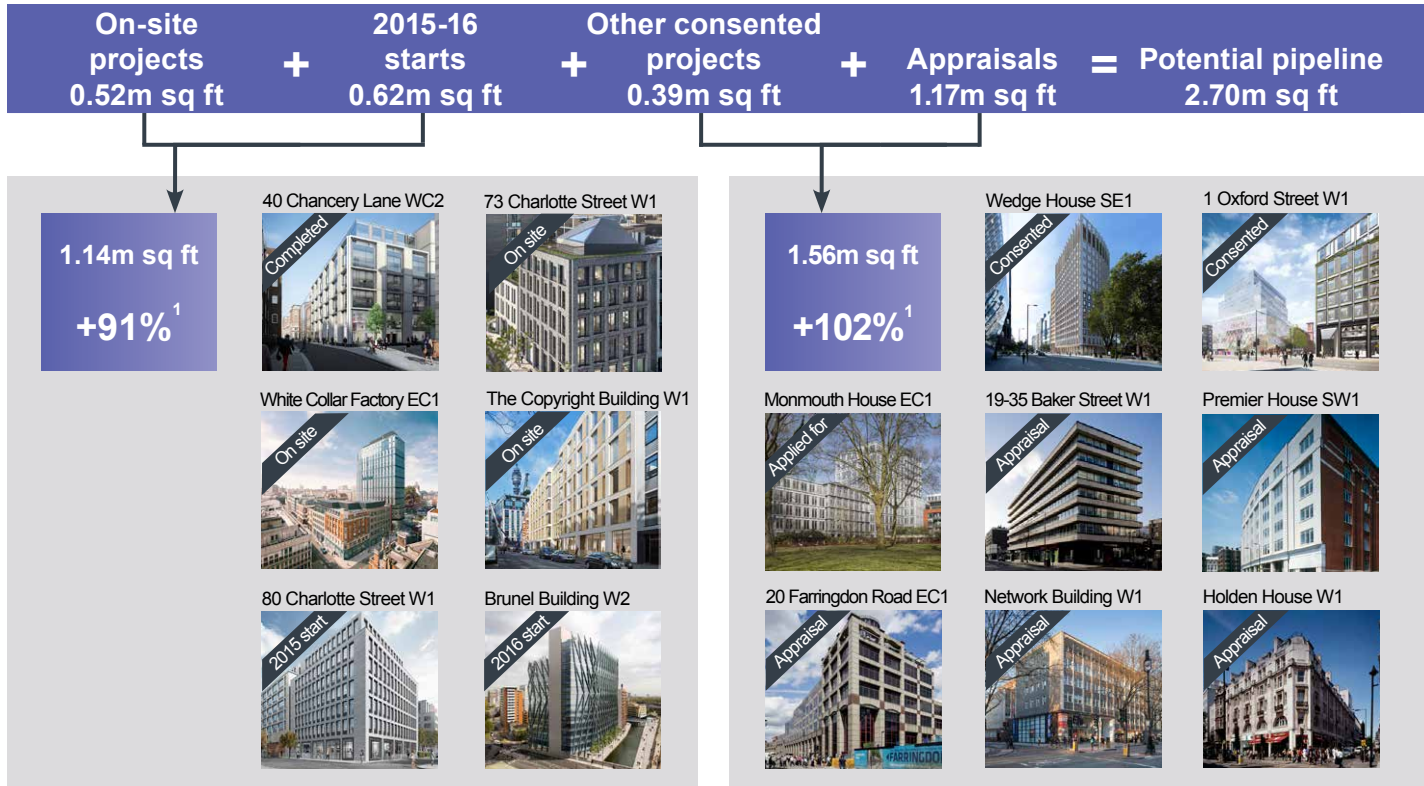 On-site
projects
0.52m sq ft
+
2015-16
starts
0.62m sq ft
+
Other consented
projects
0.39m sq ft
+
Appraisals
1.17m sq ft
=
Potential pipeline
2.70m sq ft
1.14m sq ft
+91%¹
40 Chancery Lane WC2
Completed
73 Charlotte Street W1
On site
White Collar Factory EC1
On site
The Copyright Building W1
On site
80 Charlotte Street W1
2015 start
Brunel Building W2
2016 start
1.56m sq ft
+102%¹
Wedge House SE1
Consented
1 Oxford Street W1
Consented
Monmouth House EC1
Applied for
19-35 Baker Street W1
Appraisal
Premier House SW1
Appraisal
20 Farringdon Road EC1
Appraisal
FARRINGDO
Network Building W1
Appraisal
Holden House W1
Appraisal